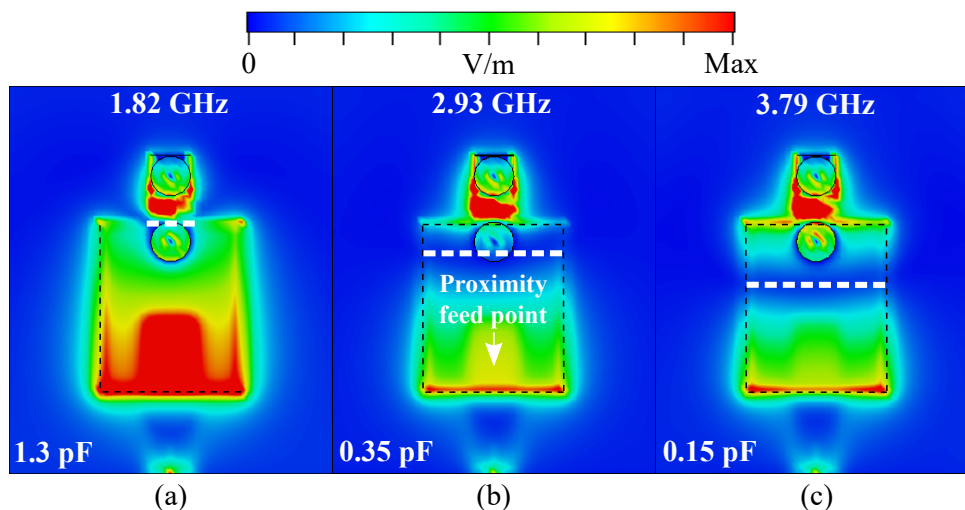 0 V/m Max
1.82 GHz 2.93 GHz 3.79 GHz
Proximity
feed point
1.3 pF 0.35 pF 0.15 pF
(a) (b) (c)